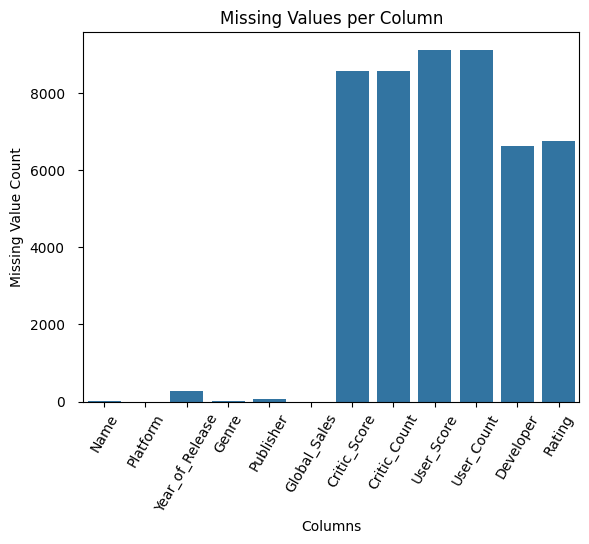 Missing Values per Column
Missing Value Count
8000
6000
4000
2000
0
Name
Platform
Year_of_Release
Genre
Publisher
Global_Sales
Critic_Score
Critic_Count
User_Score
User_Count
Developer
Rating
Columns